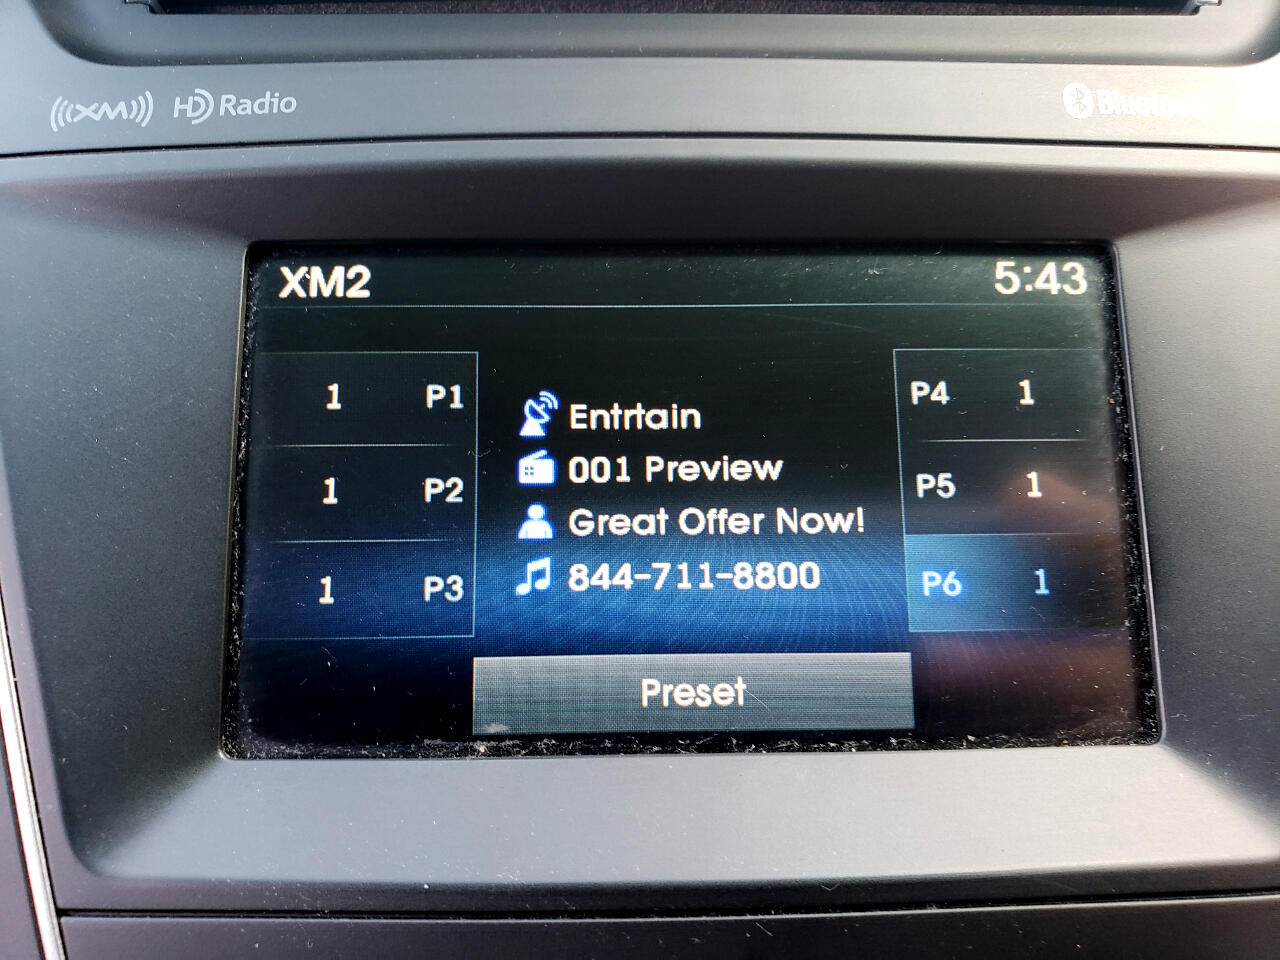 XM HD Radio
Bluetooth
XM2 5:43
1 P1
1 P2
1 P3
Entrtain
001 Preview
Great Offer Now!
844-711-8800
P4 1
P5 1
P6 1
Preset